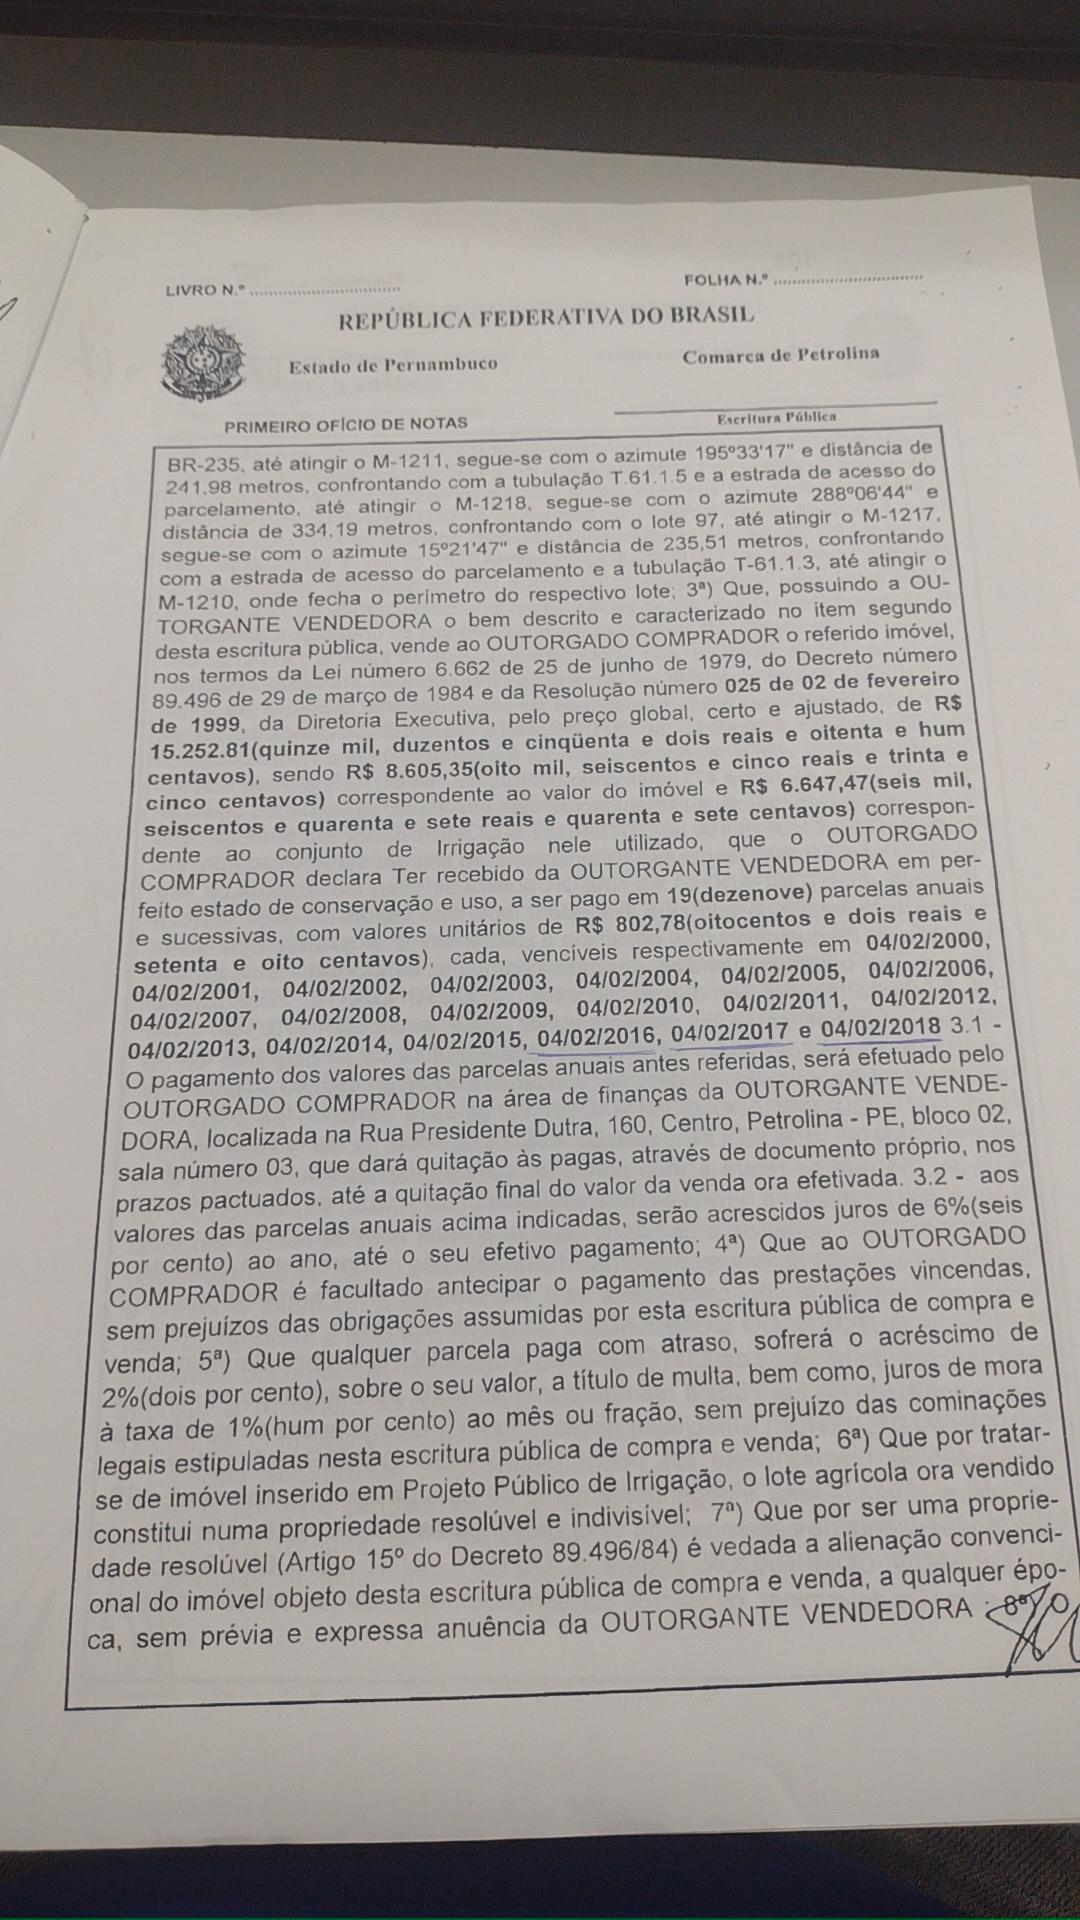 LIVRO N.º ................................
FOLHA N.º ................................
REPÚBLICA FEDERATIVA DO BRASIL
Estado de Pernambuco
Comarca de Petrolina
PRIMEIRO OFÍCIO DE NOTAS
Escritura Pública
BR-235, até atingir o M-1211, segue-se com o azimute 195º33'17" e distância de
241,98 metros, confrontando com a tubulação T.61.1.5 e a estrada de acesso do
parcelamento, até atingir o M-1218, segue-se com o azimute 288º06'44" e
distância de 334,19 metros, confrontando com o lote 97, até atingir o M-1217,
segue-se com o azimute 15º21'47" e distância de 235,51 metros, confrontando
com a estrada de acesso do parcelamento e a tubulação T-61.1.3, até atingir o
M-1210, onde fecha o perímetro do respectivo lote; 3ª) Que, possuindo a OU-
TORGANTE VENDEDORA o bem descrito e caracterizado no item segundo
desta escritura pública, vende ao OUTORGADO COMPRADOR o referido imóvel,
nos termos da Lei número 6.662 de 25 de junho de 1979, do Decreto número
89.496 de 29 de março de 1984 e da Resolução número 025 de 02 de fevereiro
de 1999, da Diretoria Executiva, pelo preço global, certo e ajustado, de R$
15.252.81(quinze mil, duzentos e cinqüenta e dois reais e oitenta e hum
centavos), sendo R$ 8.605,35(oito mil, seiscentos e cinco reais e trinta e
cinco centavos) correspondente ao valor do imóvel e R$ 6.647,47(seis mil,
seiscentos e quarenta e sete reais e quarenta e sete centavos) correspon-
dente ao conjunto de Irrigação nele utilizado, que o OUTORGADO
COMPRADOR declara Ter recebido da OUTORGANTE VENDEDORA em per-
feito estado de conservação e uso, a ser pago em 19(dezenove) parcelas anuais
e sucessivas, com valores unitários de R$ 802,78(oitocentos e dois reais e
setenta e oito centavos), cada, vencíveis respectivamente em 04/02/2000,
04/02/2001, 04/02/2002, 04/02/2003, 04/02/2004, 04/02/2005, 04/02/2006,
04/02/2007, 04/02/2008, 04/02/2009, 04/02/2010, 04/02/2011, 04/02/2012,
04/02/2013, 04/02/2014, 04/02/2015, 04/02/2016, 04/02/2017 e 04/02/2018 3.1 -
O pagamento dos valores das parcelas anuais antes referidas, será efetuado pelo
OUTORGADO COMPRADOR na área de finanças da OUTORGANTE VENDE-
DORA, localizada na Rua Presidente Dutra, 160, Centro, Petrolina - PE, bloco 02,
sala número 03, que dará quitação às pagas, através de documento próprio, nos
prazos pactuados, até a quitação final do valor da venda ora efetivada. 3.2 - aos
valores das parcelas anuais acima indicadas, serão acrescidos juros de 6%(seis
por cento) ao ano, até o seu efetivo pagamento; 4ª) Que ao OUTORGADO
COMPRADOR é facultado antecipar o pagamento das prestações vincendas,
sem prejuízos das obrigações assumidas por esta escritura pública de compra e
venda; 5ª) Que qualquer parcela paga com atraso, sofrerá o acréscimo de
2%(dois por cento), sobre o seu valor, a título de multa, bem como, juros de mora
à taxa de 1%(hum por cento) ao mês ou fração, sem prejuízo das cominações
legais estipuladas nesta escritura pública de compra e venda; 6ª) Que por tratar-
se de imóvel inserido em Projeto Público de Irrigação, o lote agrícola ora vendido
constitui numa propriedade resolúvel e indivisível; 7ª) Que por ser uma proprie-
dade resolúvel (Artigo 15º do Decreto 89.496/84) é vedada a alienação convenci-
onal do imóvel objeto desta escritura pública de compra e venda, a qualquer épo-
ca, sem prévia e expressa anuência da OUTORGANTE VENDEDORA ; 8ª)